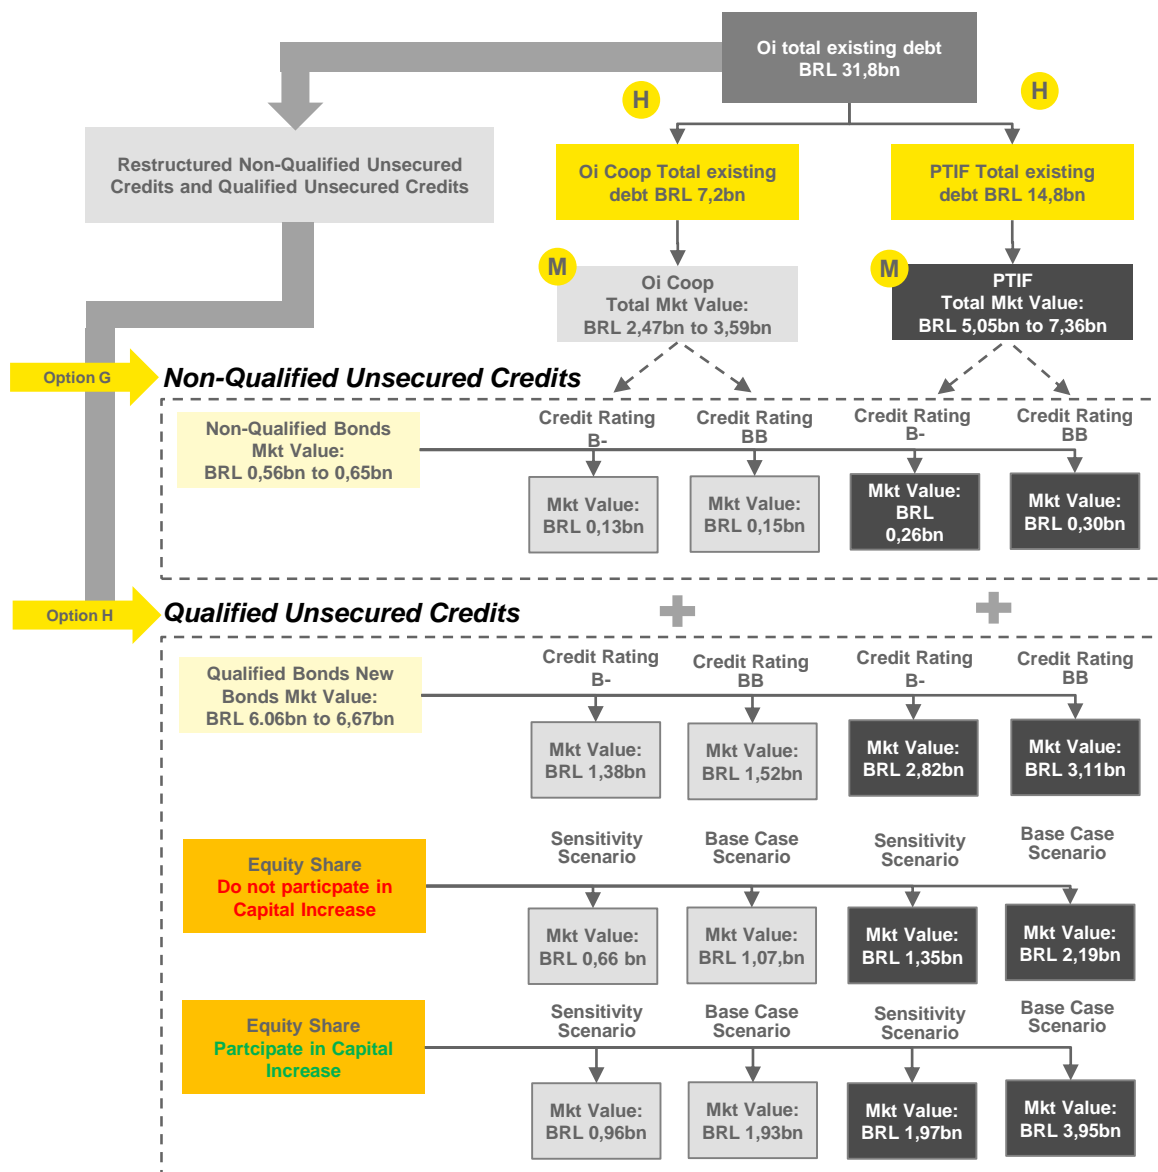 Oi total existing debt
BRL 31,8bn
H
H
Restructured Non-Qualified Unsecured
Credits and Qualified Unsecured Credits
Oi Coop Total existing
debt BRL 7,2bn
PTIF Total existing
debt BRL 14,8bn
M
Oi Coop
Total Mkt Value:
BRL 2,47bn to 3,59bn
M
PTIF
Total Mkt Value:
BRL 5,05bn to 7,36bn
Option G
Non-Qualified Unsecured Credits
Non-Qualified Bonds
Mkt Value:
BRL 0,56bn to 0,65bn
Credit Rating
B-
Credit Rating
BB
Credit Rating
B-
Credit Rating
BB
Mkt Value:
BRL 0,13bn
Mkt Value:
BRL 0,15bn
Mkt Value:
BRL
0,26bn
Mkt Value:
BRL 0,30bn
Option H
Qualified Unsecured Credits
Qualified Bonds New
Bonds Mkt Value:
BRL 6.06bn to 6,67bn
Credit Rating
B-
Credit Rating
BB
Credit Rating
B-
Credit Rating
BB
Mkt Value:
BRL 1,38bn
Mkt Value:
BRL 1,52bn
Mkt Value:
BRL 2,82bn
Mkt Value:
BRL 3,11bn
Equity Share
Do not particpate in
Capital Increase
Sensitivity
Scenario
Base Case
Scenario
Sensitivity
Scenario
Base Case
Scenario
Mkt Value:
BRL 0,66 bn
Mkt Value:
BRL 1,07,bn
Mkt Value:
BRL 1,35bn
Mkt Value:
BRL 2,19bn
Equity Share
Partcipate in Capital
Increase
Sensitivity
Scenario
Base Case
Scenario
Sensitivity
Scenario
Base Case
Scenario
Mkt Value:
BRL 0,96bn
Mkt Value:
BRL 1,93bn
Mkt Value:
BRL 1,97bn
Mkt Value:
BRL 3,95bn